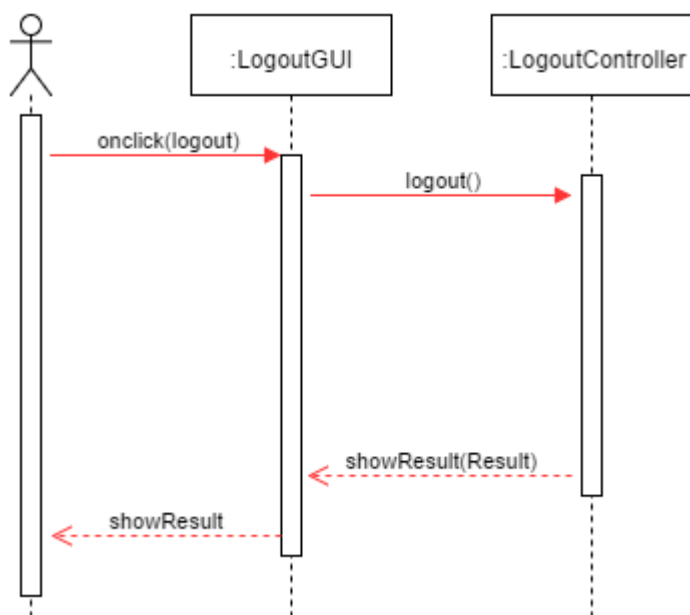 :LogoutGUI
:LogoutController
onclick(logout)
logout()
showResult(Result)
showResult